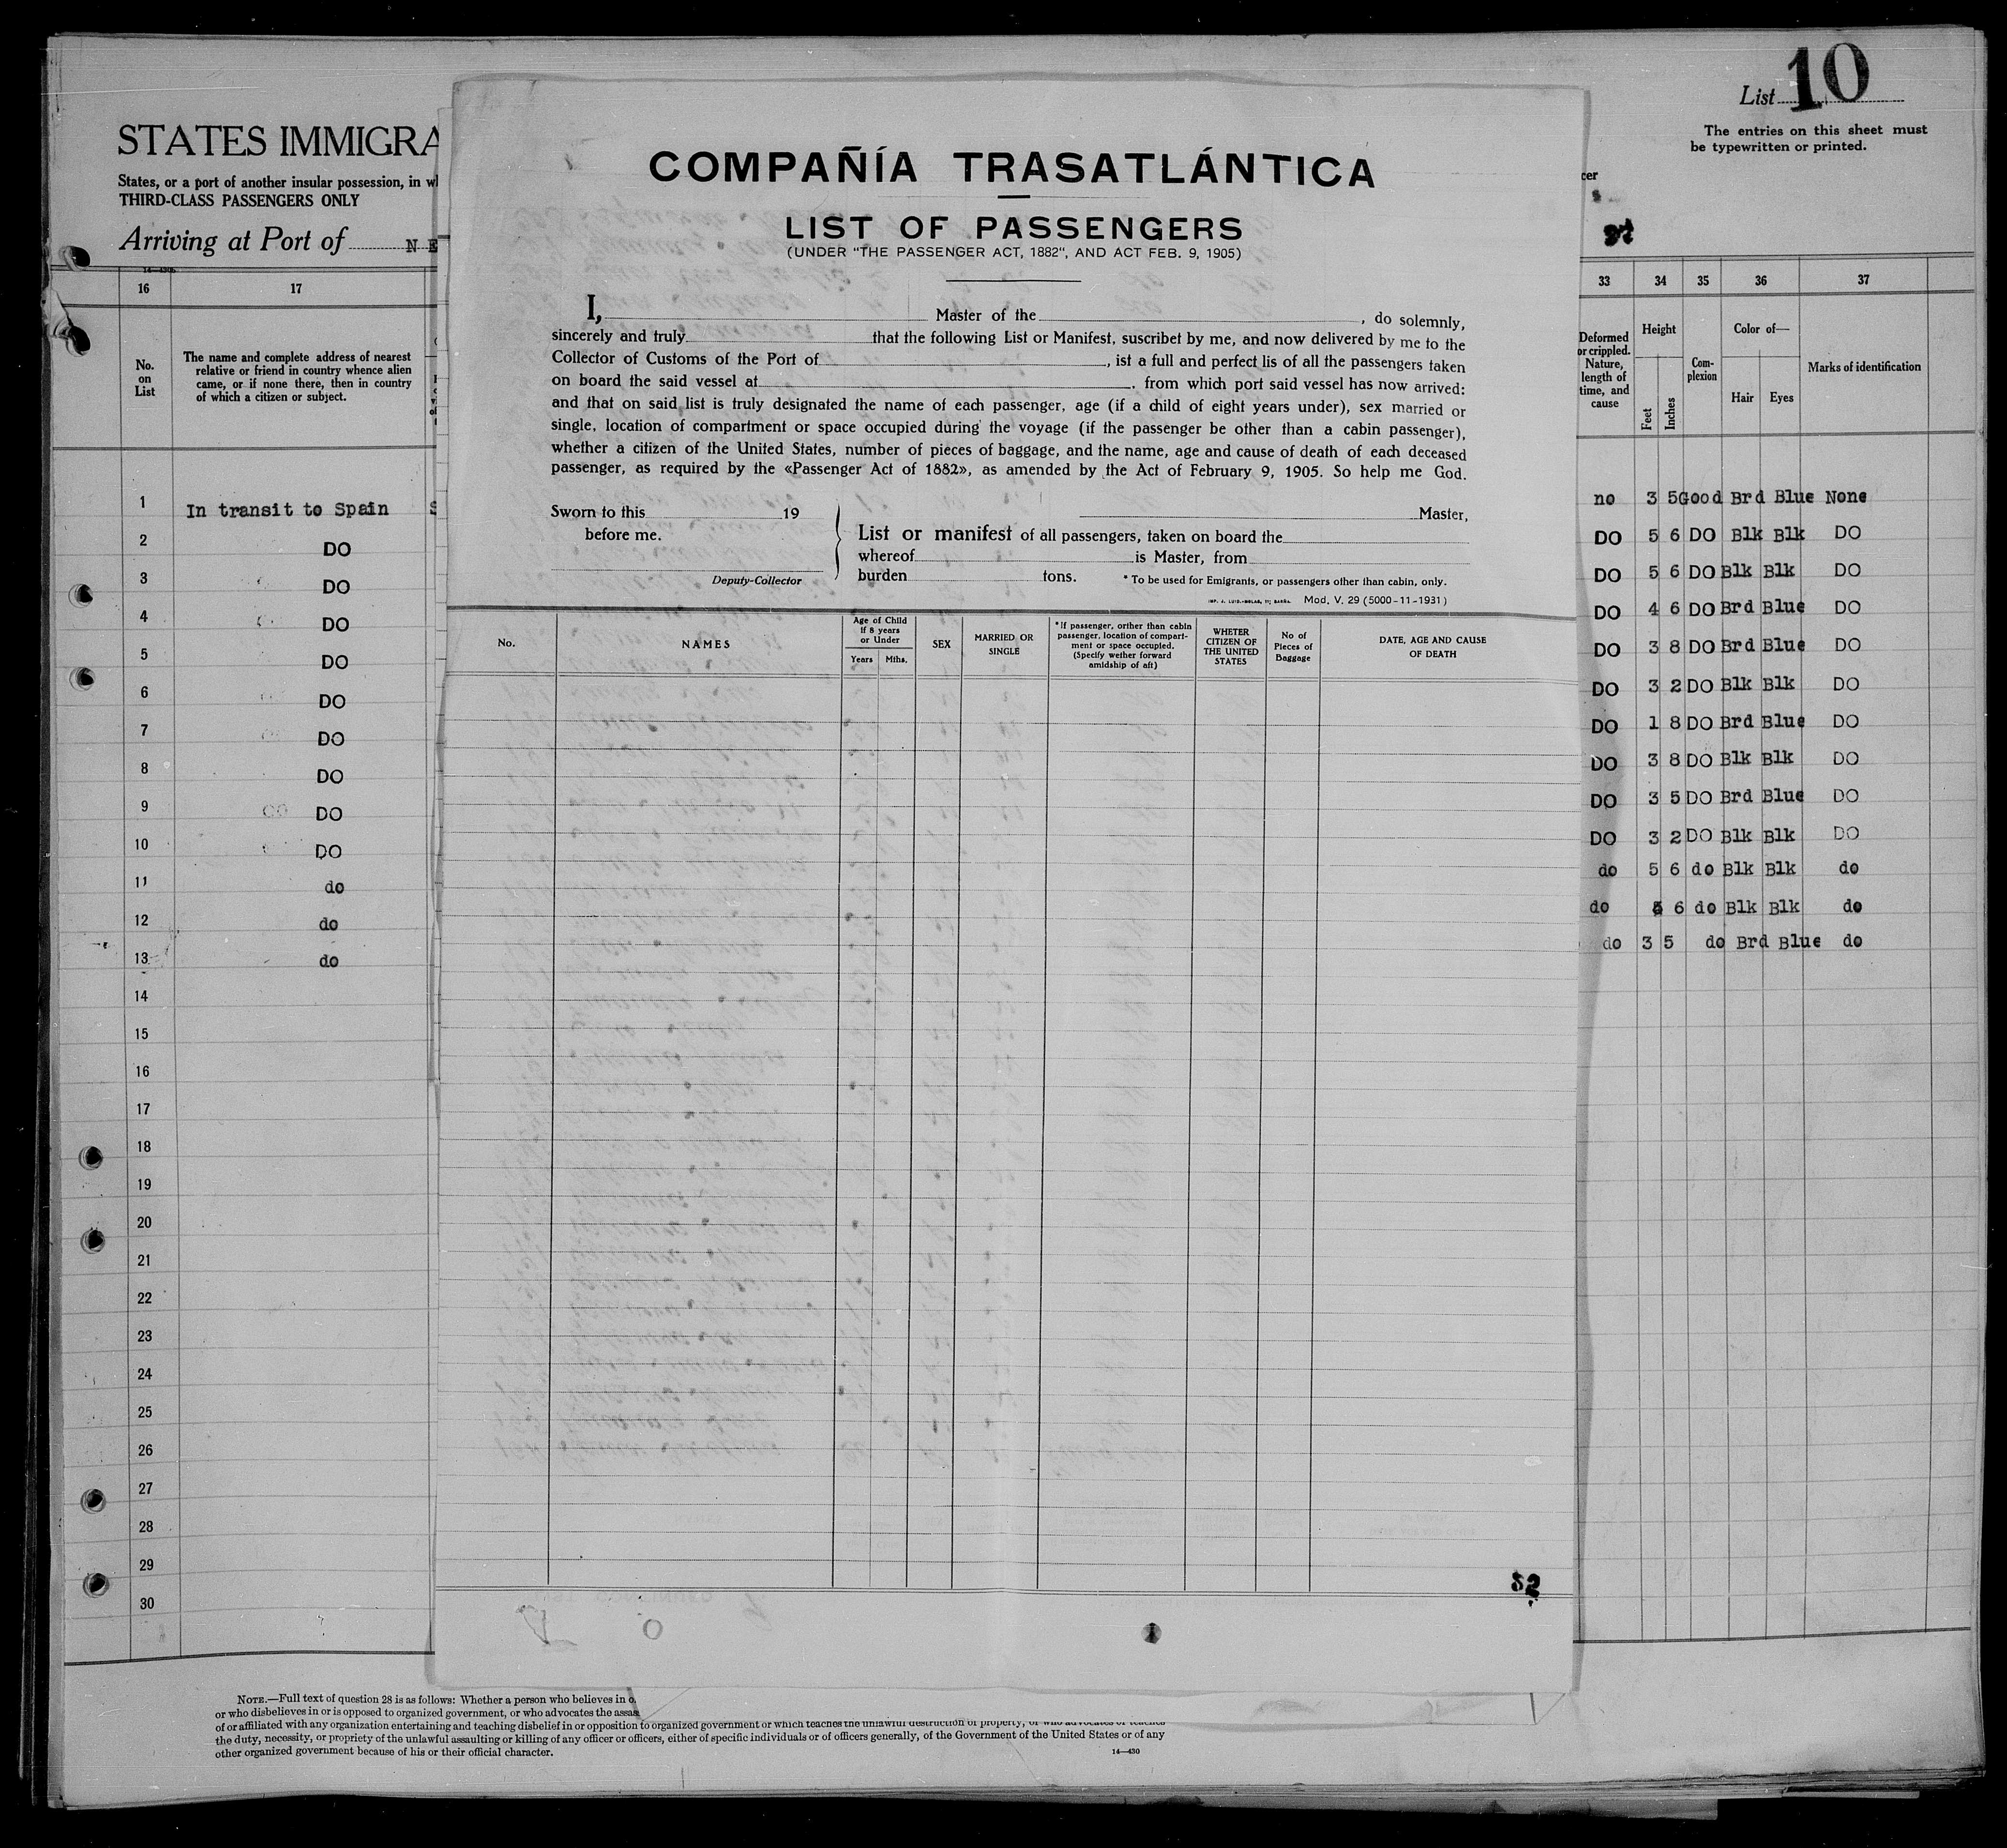 List 10
The entries on this sheet must
be typewritten or printed.
STATES IMMIGRA
States, or a port of another insular possession, in wh
THIRD-CLASS PASSENGERS ONLY
Arriving at Port of N E
14—430b
16 17
No.
on
List
The name and complete address of nearest
relative or friend in country whence alien
came, or if none there, then in country
of which a citizen or subject.
1 In transit to Spain S
2 DO
3 DO
4 DO
5 DO
6 DO
7 DO
8 DO
9 DO
10 DO
11 do
12 do
13 do
14
15
16
17
18
19
20
21
22
23
24
25
26
27
28
29
30
COMPAÑÍA TRASATLÁNTICA
LIST OF PASSENGERS
(UNDER "THE PASSENGER ACT, 1882", AND ACT FEB. 9, 1905)
I, Master of the , do solemnly,
sincerely and truly that the following List or Manifest, suscribet by me, and now delivered by me to the
Collector of Customs of the Port of , ist a full and perfect lis of all the passengers taken
on board the said vessel at . from which port said vessel has now arrived:
and that on said list is truly designated the name of each passenger, age (if a child of eight years under), sex married or
single, location of compartment or space occupied during the voyage (if the passenger be other than a cabin passenger),
whether a citizen of the United States, number of pieces of baggage, and the name, age and cause of death of each deceased
passenger, as required by the «Passenger Act of 1882», as amended by the Act of February 9, 1905. So help me God.
Sworn to this 19
before me.
Deputy-Collector
Master,
List or manifest of all passengers, taken on board the
whereof is Master, from
burden tons. * To be used for Emigrants, or passengers other than cabin, only.
Mod. V. 29 (5000-11-1931)
No.
NAMES
Age of Child
if 8 years
or Under
Years Mths.
SEX
MARRIED OR
SINGLE
* If passenger, orther than cabin
passenger, location of compart-
ment or space occupied.
(Specify wether forward
amidship of aft)
WHETER
CITIZEN OF
THE UNITED
STATES
No of
Pieces of
Baggage
DATE, AGE AND CAUSE
OF DEATH
82
cer
33 34 35 36 37
Deformed
or crippled.
Nature,
length of
time, and
cause
Height
Feet
Inches
Com-
plexion
Color of—
Hair Eyes
Marks of identification
no 3 5 Good Brd Blue None
DO 5 6 DO Blk Blk DO
DO 5 6 DO Blk Blk DO
DO 4 6 DO Brd Blue DO
DO 3 8 DO Brd Blue DO
DO 3 2 DO Blk Blk DO
DO 1 8 DO Brd Blue DO
DO 3 8 DO Blk Blk DO
DO 3 5 DO Brd Blue DO
DO 3 2 DO Blk Blk DO
do 5 6 do Blk Blk do
do 5 6 do Blk Blk do
do 3 5 do Brd Blue do
NOTE.—Full text of question 28 is as follows: Whether a person who believes in o
or who disbelieves in or is opposed to organized government, or who advocates the assas
of or affiliated with any organization entertaining and teaching disbelief in or opposition to organized government or which teaches the unlawful destruction of property, or who advocates or teaches
the duty, necessity, or propriety of the unlawful assaulting or killing of any officer or officers, either of specific individuals or of officers generally, of the Government of the United States or of any
other organized government because of his or their official character.
14—430